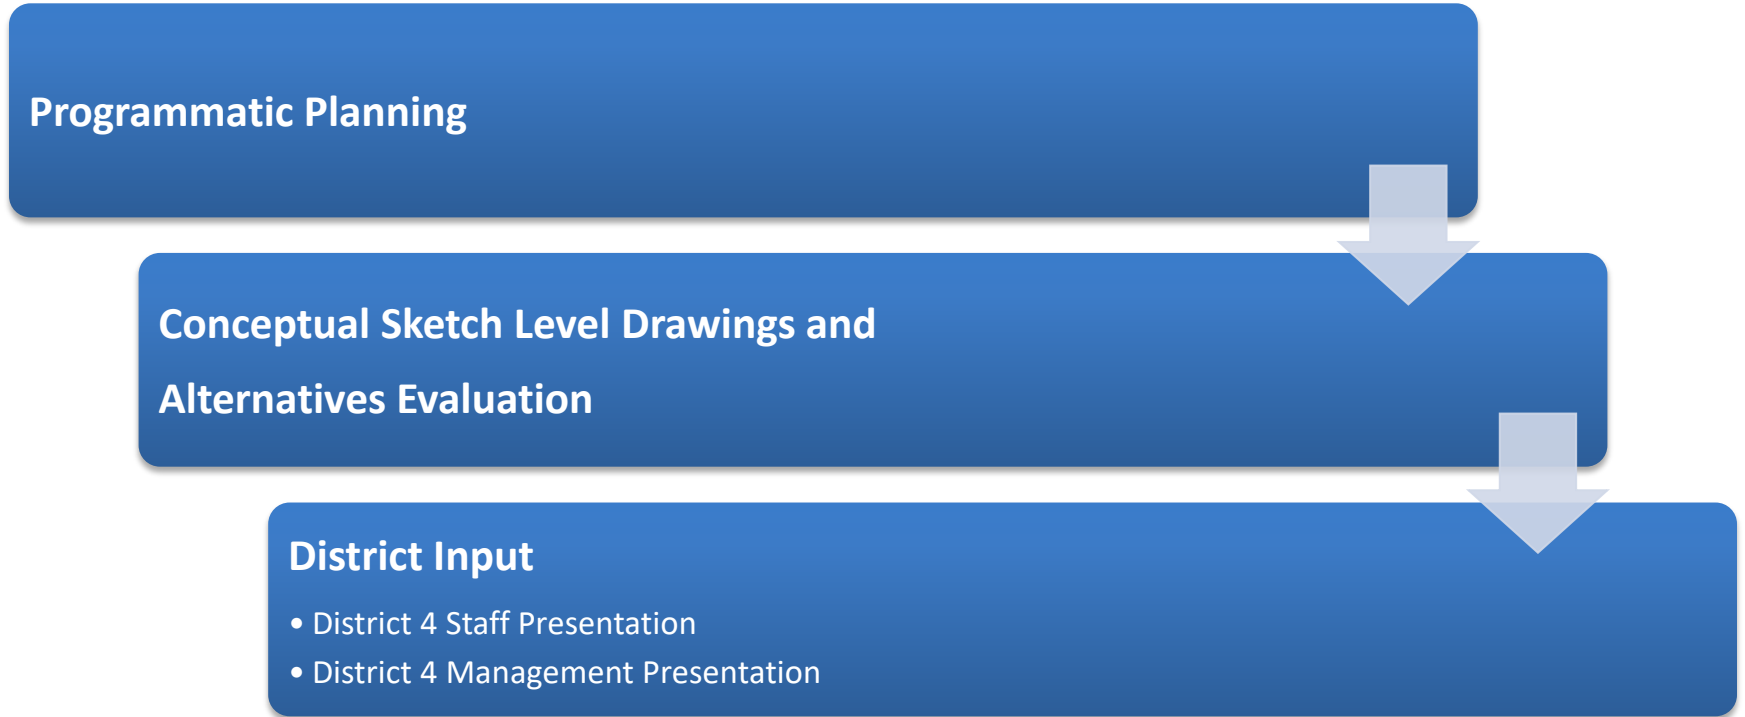 Programmatic Planning
Conceptual Sketch Level Drawings and
Alternatives Evaluation
District Input
• District 4 Staff Presentation
• District 4 Management Presentation